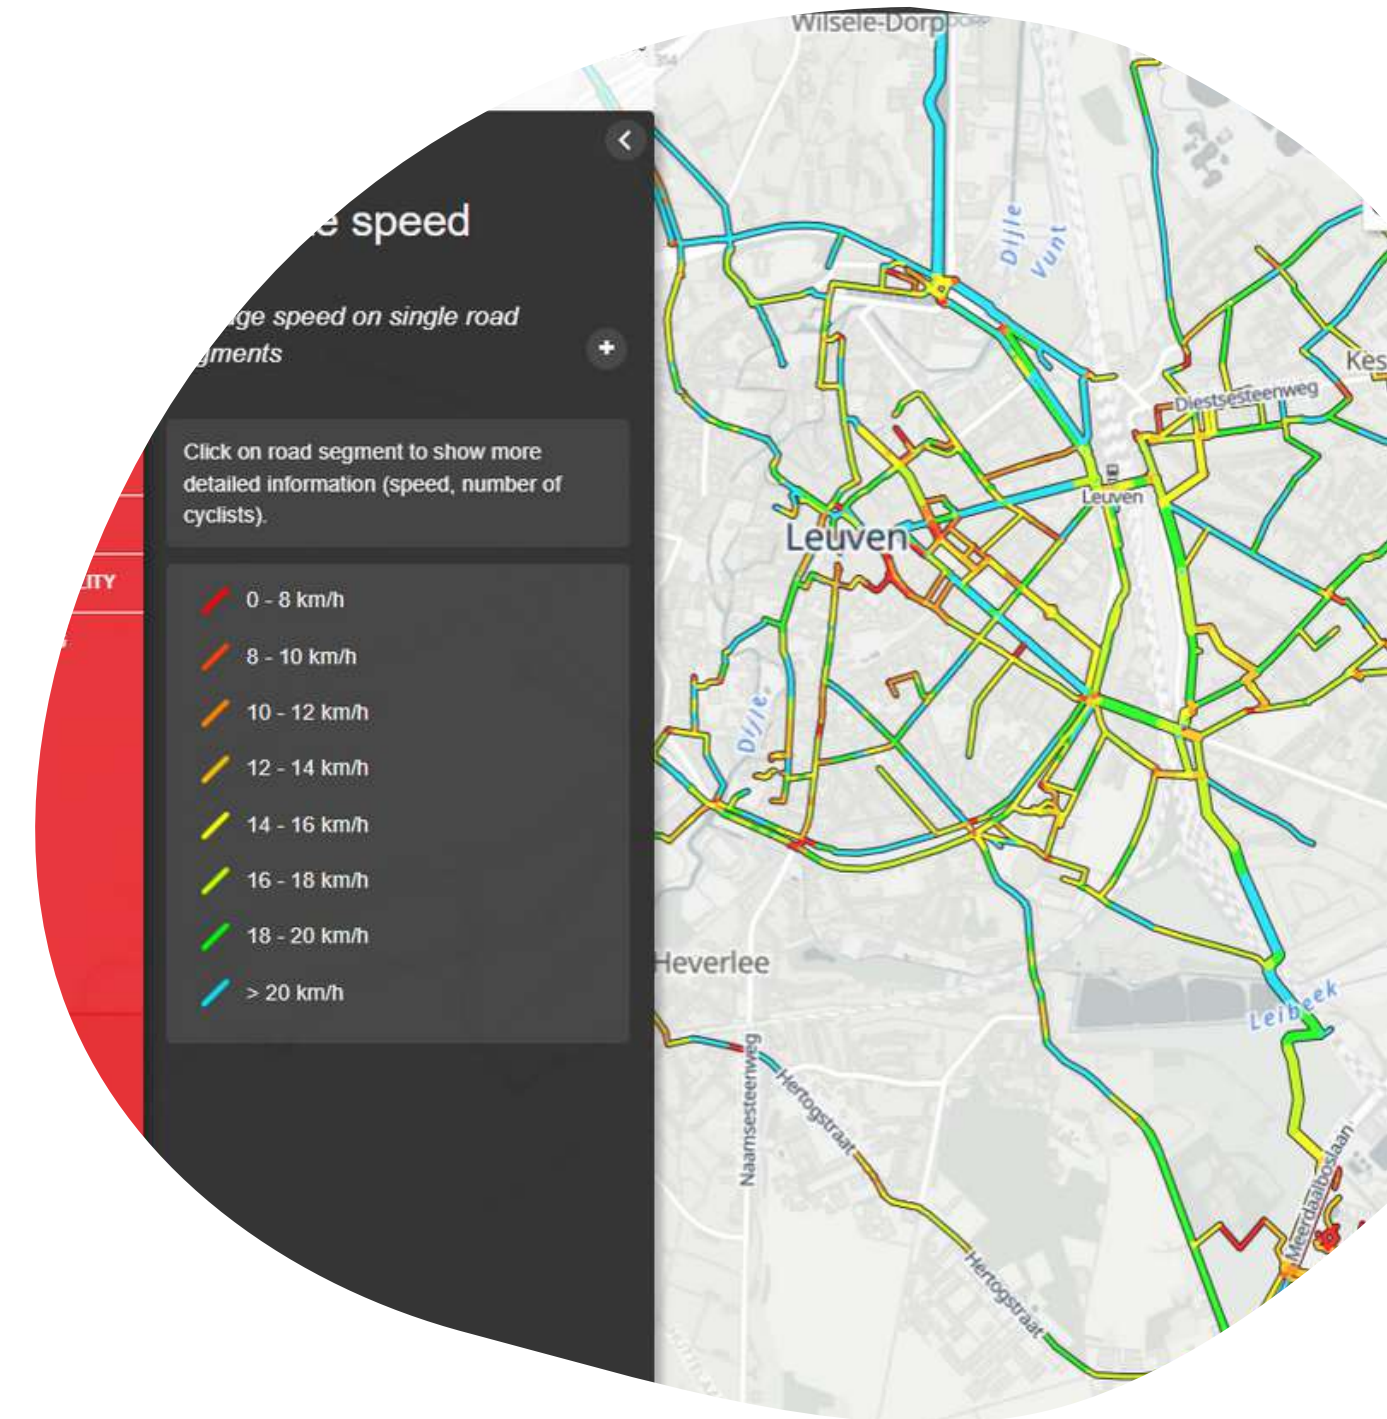 Wilsele-Dorp
speed
speed on single road
Click on road segment to show more
detailed information (speed, number of
cyclists).
0 - 8 km/h
8 - 10 km/h
10 - 12 km/h
12 - 14 km/h
14 - 16 km/h
16 - 18 km/h
18 - 20 km/h
> 20 km/h
Dijle
Vunt
Kes
Diestsesteenweg
Leuven
Leuven
Dijle
Heverlee
Leibeek
Naamsesteenweg
Hertogstraat
Hertogstraat
Meerdaalboslaan